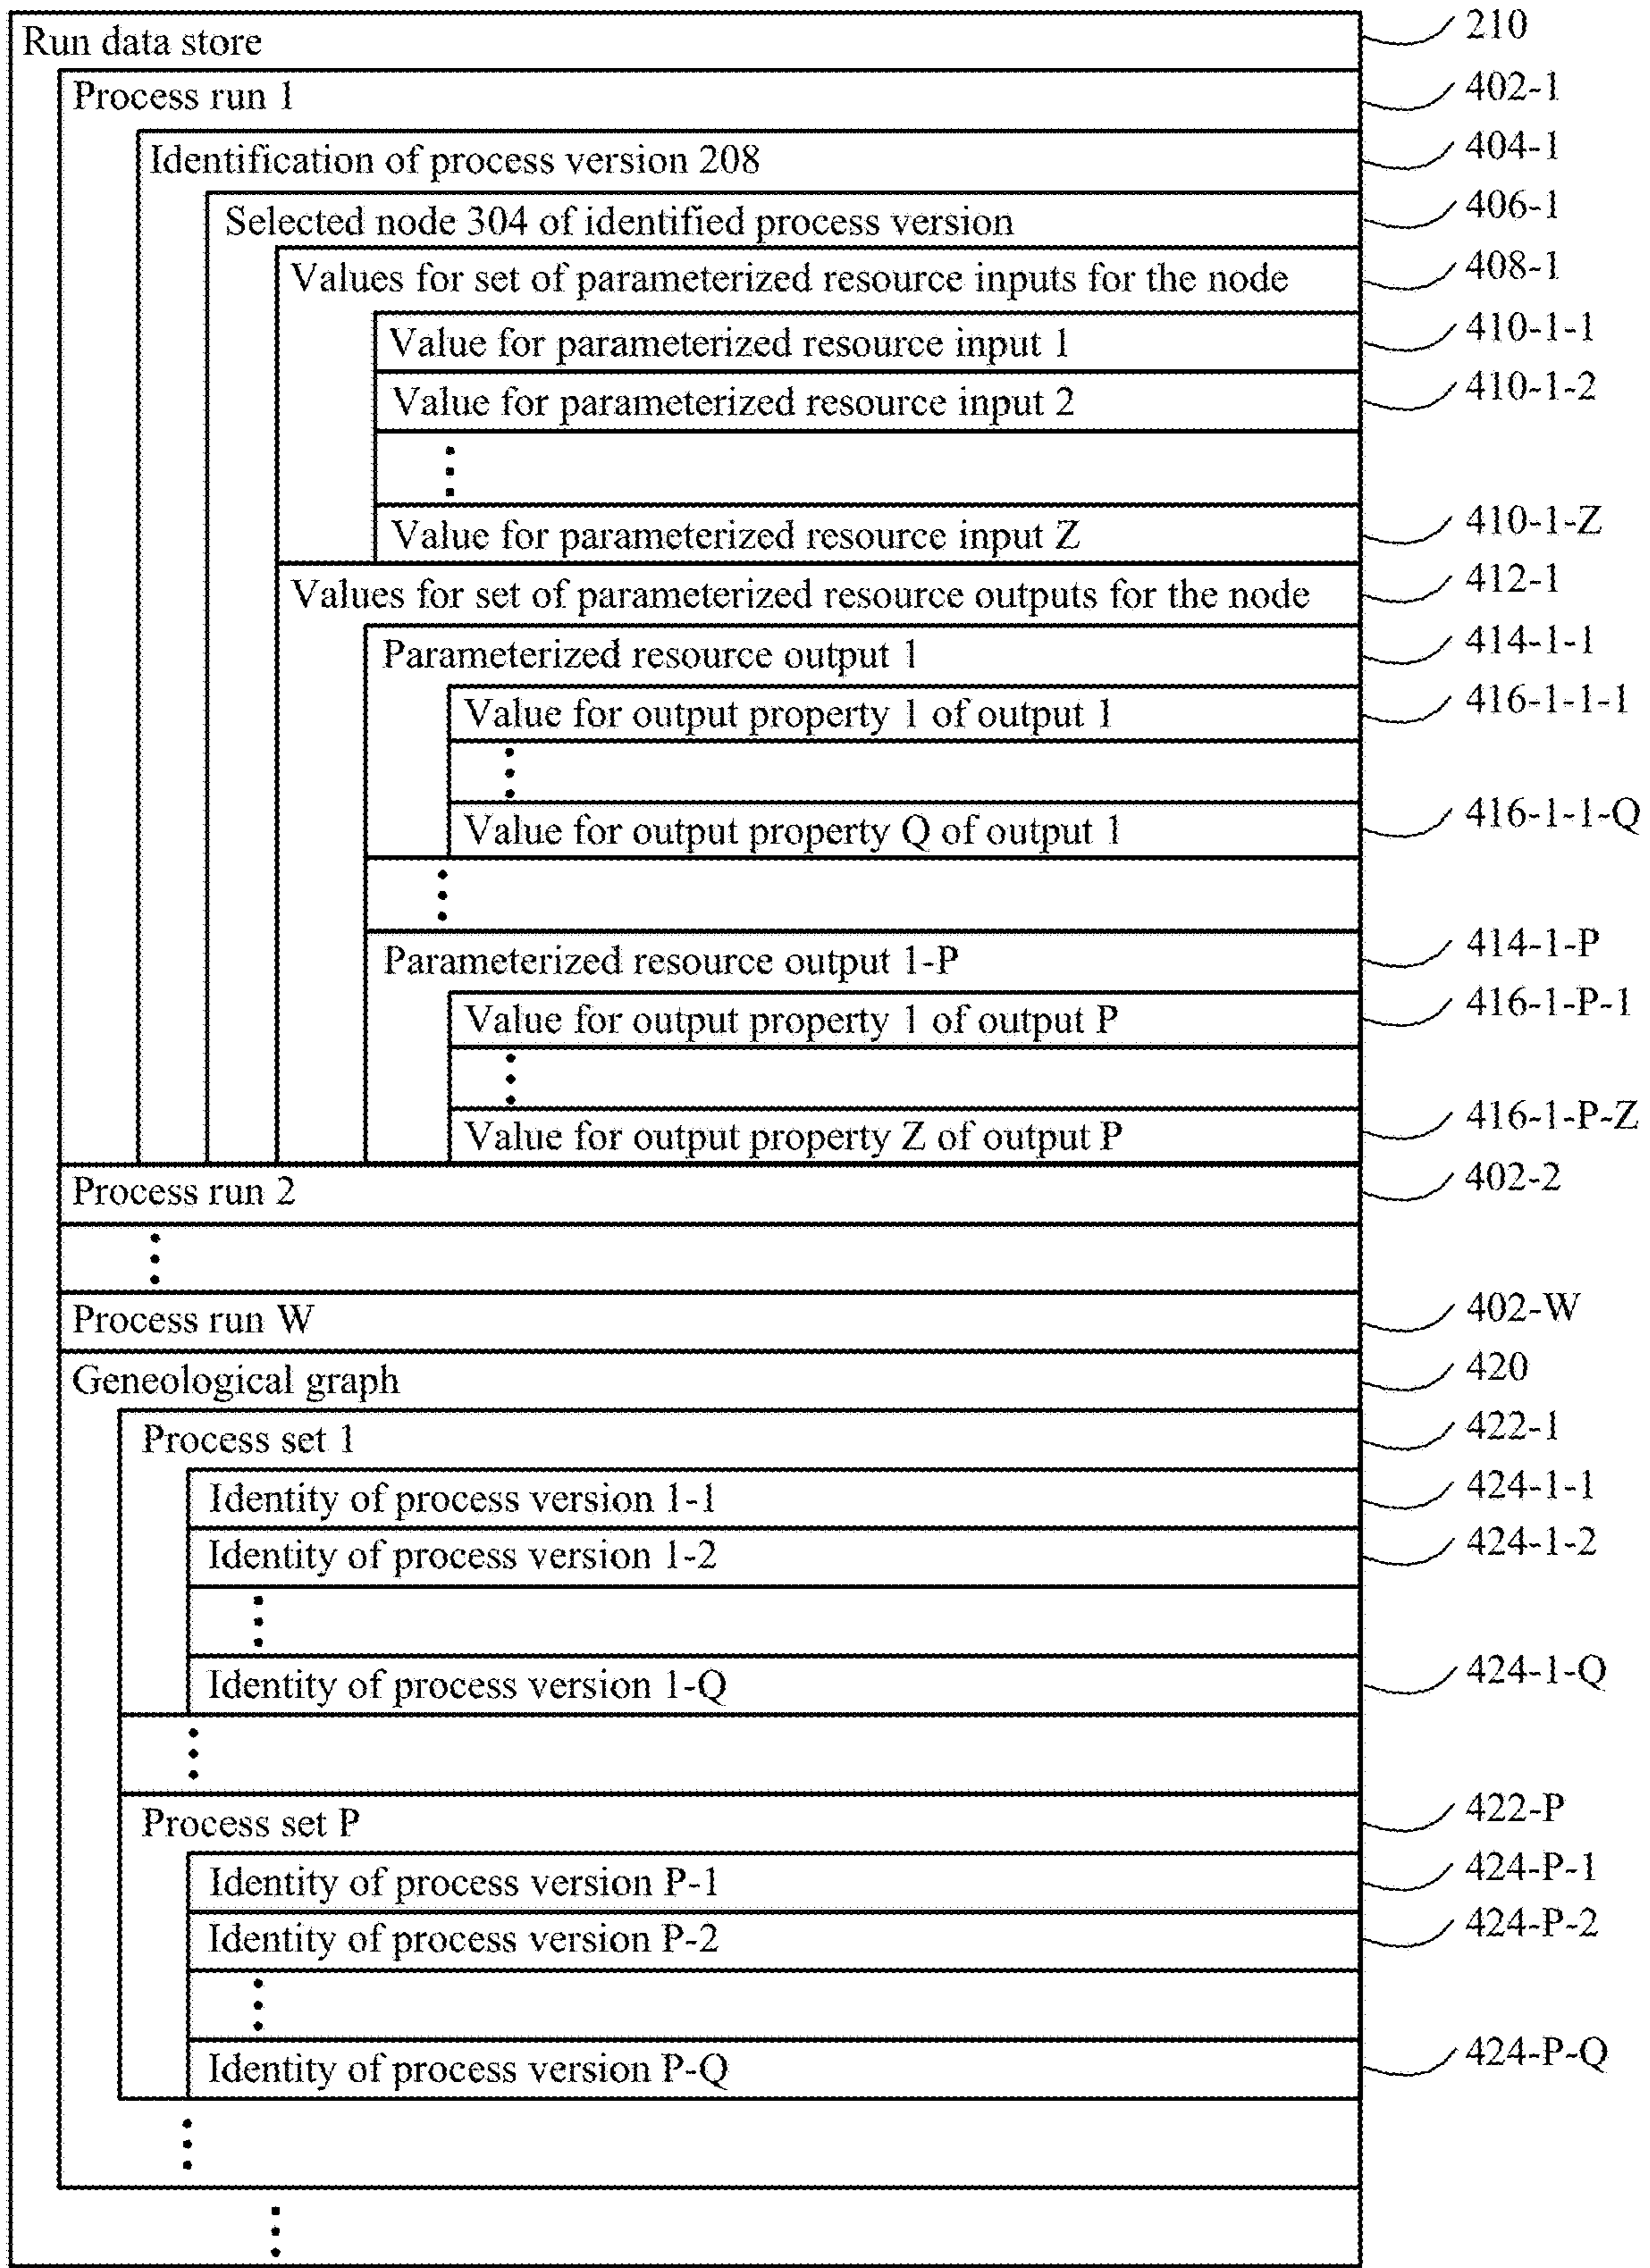 Run data store 210
Process run 1 402-1
Identification of process version 208 404-1
Selected node 304 of identified process version 406-1
Values for set of parameterized resource inputs for the node 408-1
Value for parameterized resource input 1 410-1-1
Value for parameterized resource input 2 410-1-2
Value for parameterized resource input Z 410-1-Z
Values for set of parameterized resource outputs for the node 412-1
Parameterized resource output 1 414-1-1
Value for output property 1 of output 1 416-1-1-1
Value for output property Q of output 1 416-1-1-Q
Parameterized resource output 1-P 414-1-P
Value for output property 1 of output P 416-1-P-1
Value for output property Z of output P 416-1-P-Z
Process run 2 402-2
Process run W 402-W
Geneological graph 420
Process set 1 422-1
Identity of process version 1-1 424-1-1
Identity of process version 1-2 424-1-2
Identity of process version 1-Q 424-1-Q
Process set P 422-P
Identity of process version P-1 424-P-1
Identity of process version P-2 424-P-2
Identity of process version P-Q 424-P-Q